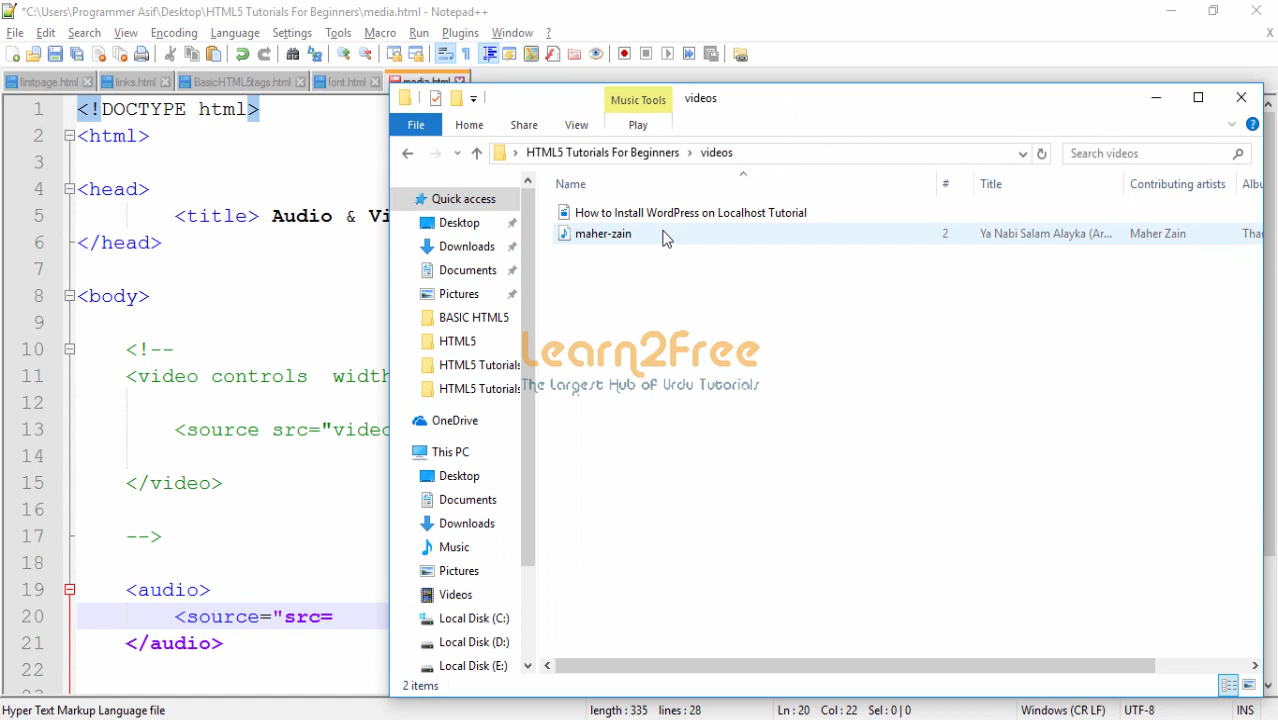 *C:\Users\Programmer Asif\Desktop\HTML5 Tutorials For Beginners\media.html - Notepad++
File Edit Search View Encoding Language Settings Tools Macro Run Plugins Window ?
X
firstpage.html links.html BasicHTML5tags.html font.html media.html
1 <!DOCTYPE html>
2 <html>
3
4 <head>
5 <title> Audio & Vi
6 </head>
7
8 <body>
9
10 <!--
11 <video controls width
12
13 <source src="video
14
15 </video>
16
17 -->
18
19 <audio>
20 <source="src=
21 </audio>
22
Music Tools videos
File Home Share View Play
HTML5 Tutorials For Beginners > videos
Search videos
Name # Title Contributing artists Albu
How to Install WordPress on Localhost Tutorial
maher-zain 2 Ya Nabi Salam Alayka (Ar... Maher Zain Thar
Quick access
Desktop
Downloads
Documents
Pictures
BASIC HTML5
HTML5
HTML5 Tutorials
HTML5 Tutorials
OneDrive
This PC
Desktop
Documents
Downloads
Music
Pictures
Videos
Local Disk (C:)
Local Disk (D:)
Local Disk (E:)
2 items
Learn2Free
The Largest Hub of Urdu Tutorials
Hyper Text Markup Language file length : 335 lines : 28 Ln : 20 Col : 22 Sel : 0 | 0 Windows (CR LF) UTF-8 INS